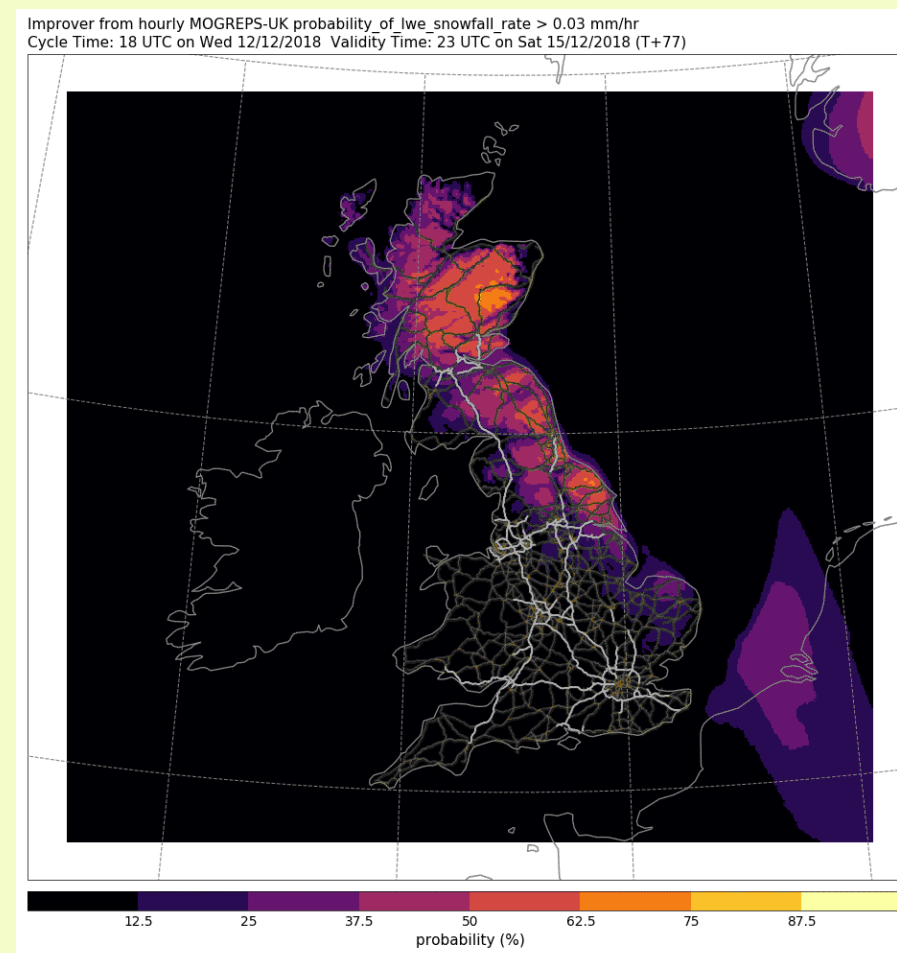 Improver from hourly MOGREPS-UK probability_of_lwe_snowfall_rate > 0.03 mm/hr
Cycle Time: 18 UTC on Wed 12/12/2018  Validity Time: 23 UTC on Sat 15/12/2018 (T+77)
12.5 25 37.5 50 62.5 75 87.5
probability (%)